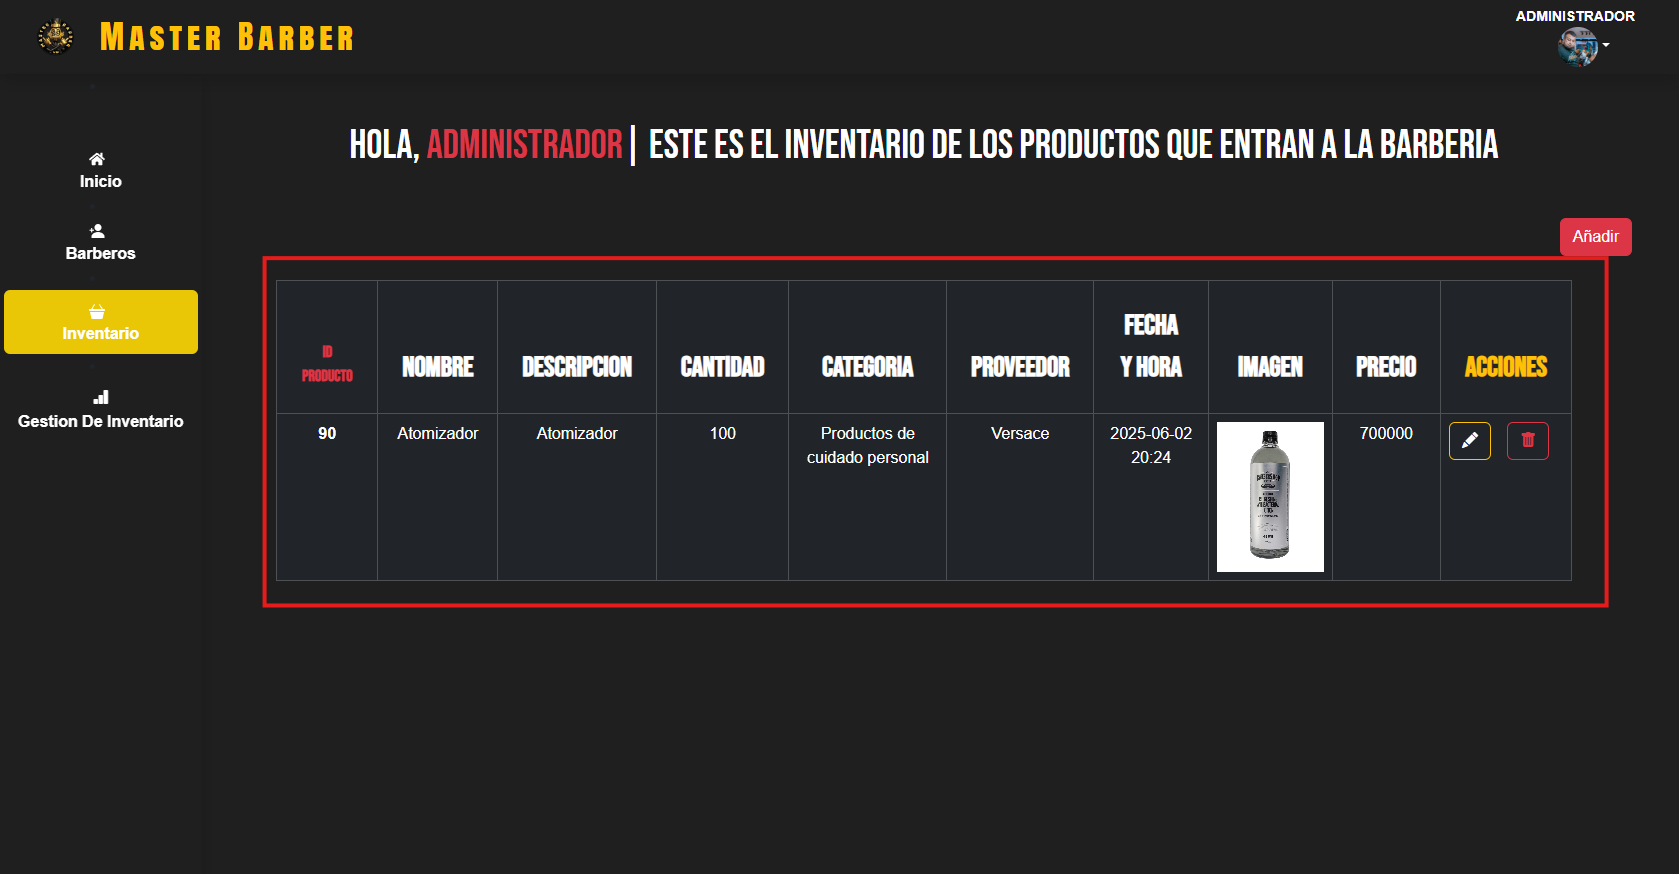 Master Barber
ADMINISTRADOR
Inicio
Barberos
Inventario
Gestion De Inventario
HOLA, ADMINISTRADOR| ESTE ES EL INVENTARIO DE LOS PRODUCTOS QUE ENTRAN A LA BARBERIA
Añadir
ID
PRODUCTO
NOMBRE
DESCRIPCION
CANTIDAD
CATEGORIA
PROVEEDOR
FECHA
Y HORA
IMAGEN
PRECIO
ACCIONES
90
Atomizador
Atomizador
100
Productos de
cuidado personal
Versace
2025-06-02
20:24
700000